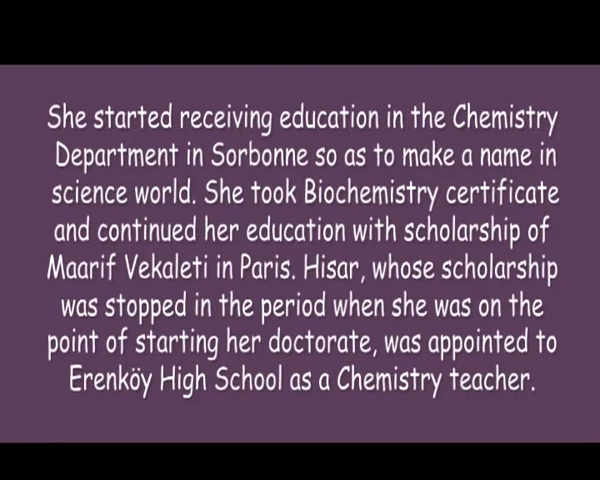 She started receiving education in the Chemistry
Department in Sorbonne so as to make a name in
science world. She took Biochemistry certificate
and continued her education with scholarship of
Maarif Vekaleti in Paris. Hisar, whose scholarship
was stopped in the period when she was on the
point of starting her doctorate, was appointed to
Erenköy High School as a Chemistry teacher.